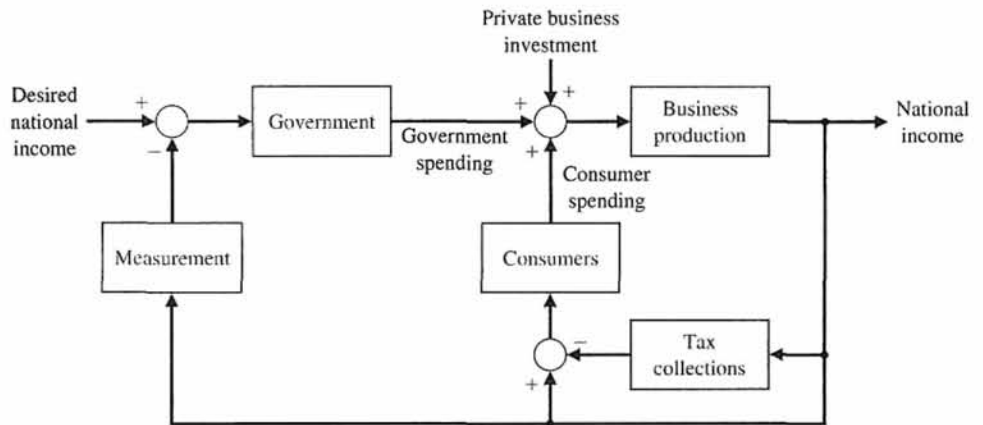 Private business
investment
Desired
national
income
+
−
Government
Government
spending
+
+
+
Business
production
National
income
Consumer
spending
Measurement
Consumers
Tax
collections
−
+